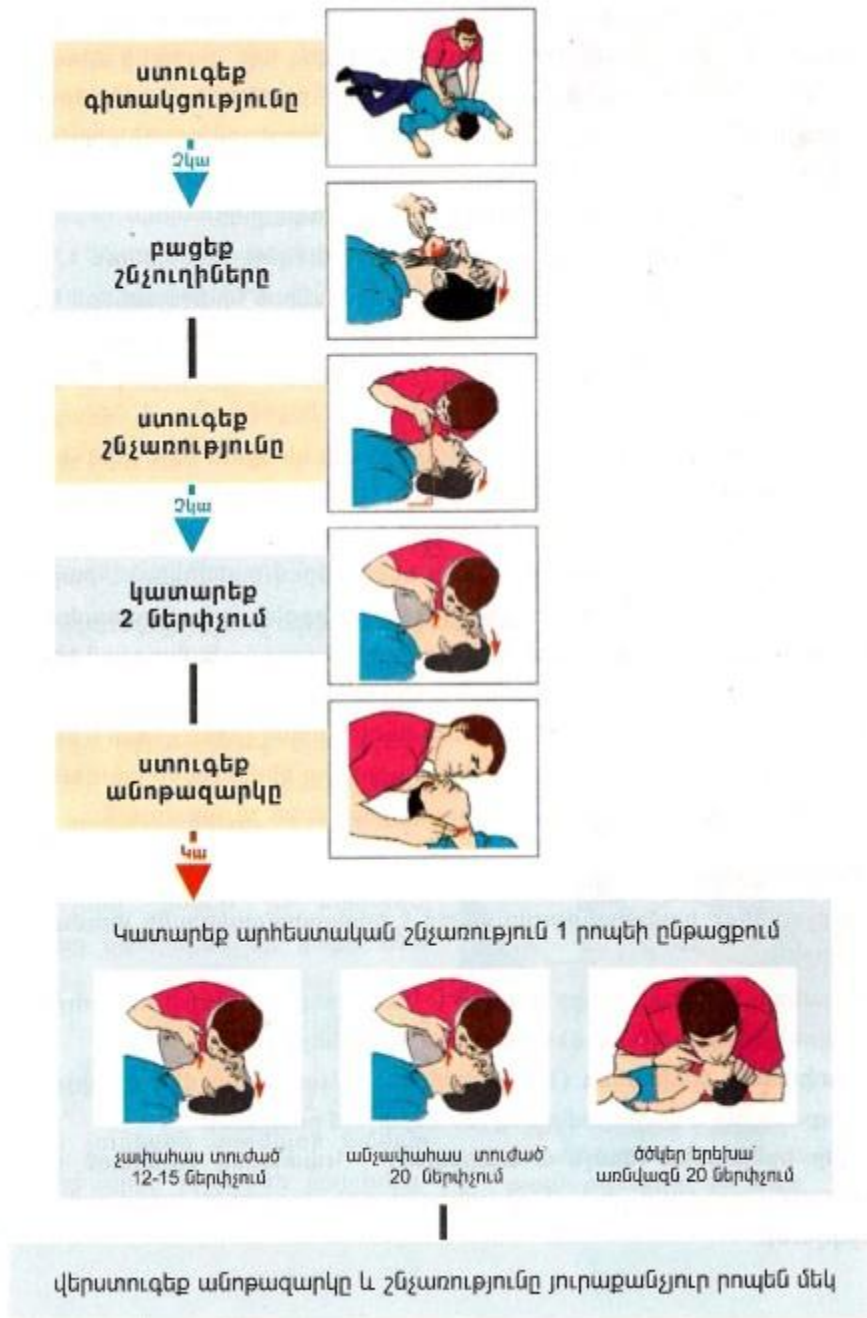 ստուգեք
գիտակցությունը
Չկա
բացեք
շնչուղիները
ստուգեք
շնչառությունը
Չկա
կատարեք
2 ներփչում
ստուգեք
անոթազարկը
Կա
Կատարեք արհեստական շնչառություն 1 րոպեի ընթացքում
չափահաս տուժած՝
12-15 ներփչում
անչափահաս տուժած՝
20 ներփչում
ծծկեր երեխա՝
առնվազն 20 ներփչում
վերստուգեք անոթազարկը և շնչառությունը յուրաքանչյուր րոպեն մեկ